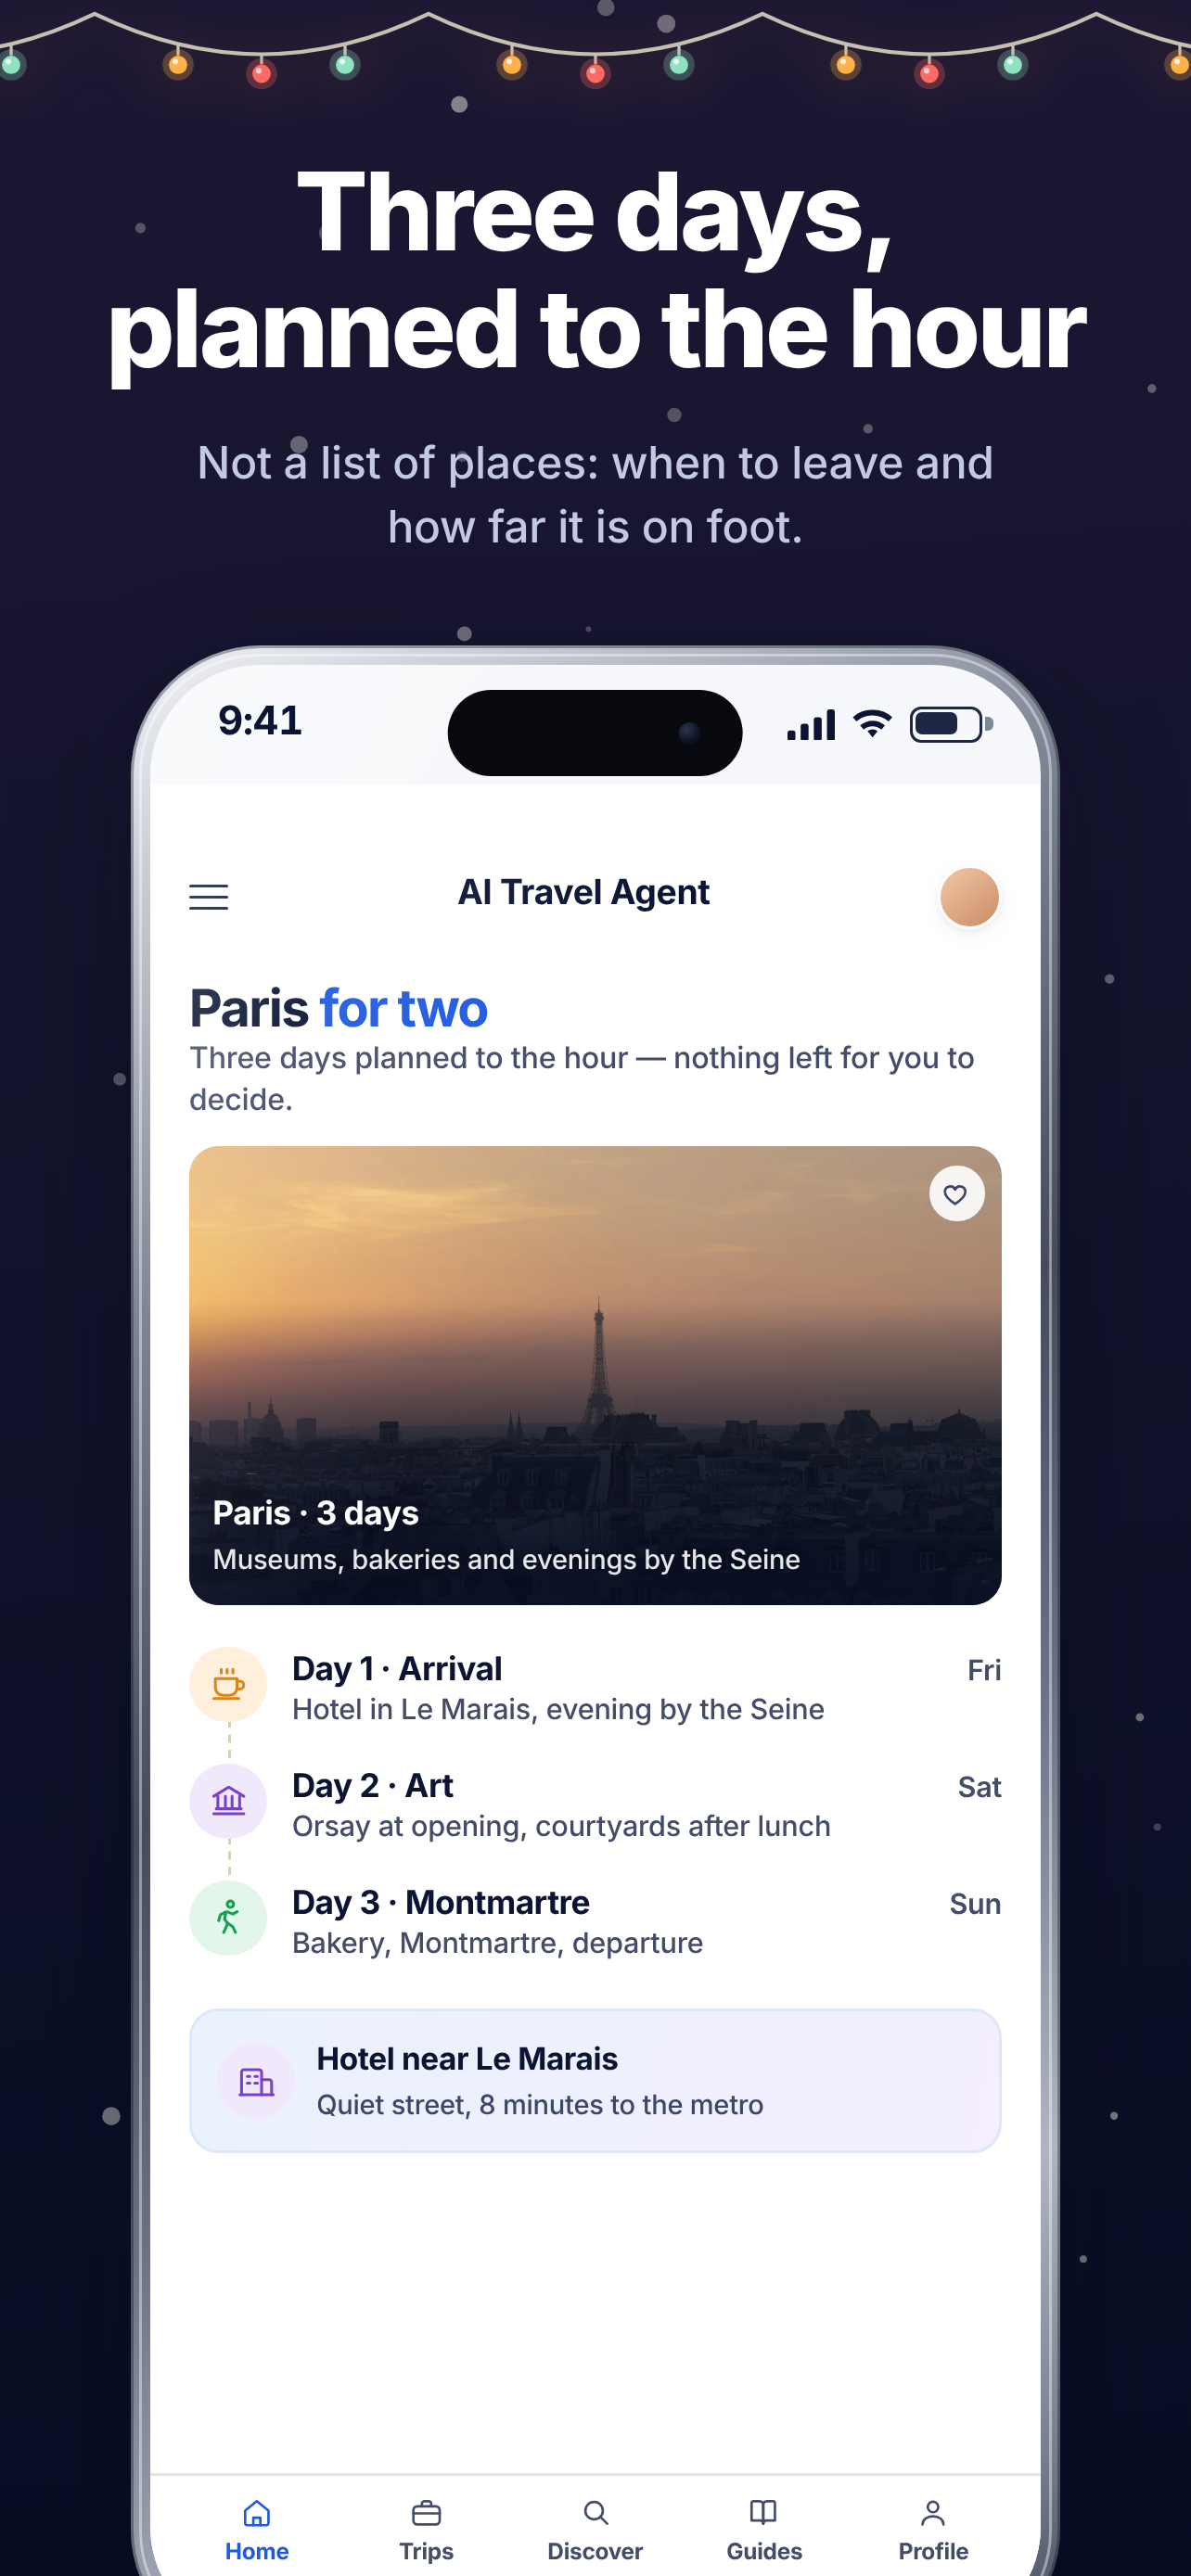 Three days,
planned to the hour
Not a list of places: when to leave and
how far it is on foot.
9:41
AI Travel Agent
Paris for two
Three days planned to the hour — nothing left for you to
decide.
Paris · 3 days
Museums, bakeries and evenings by the Seine
Day 1 · Arrival
Fri
Hotel in Le Marais, evening by the Seine
Day 2 · Art
Sat
Orsay at opening, courtyards after lunch
Day 3 · Montmartre
Sun
Bakery, Montmartre, departure
Hotel near Le Marais
Quiet street, 8 minutes to the metro
Home
Trips
Discover
Guides
Profile